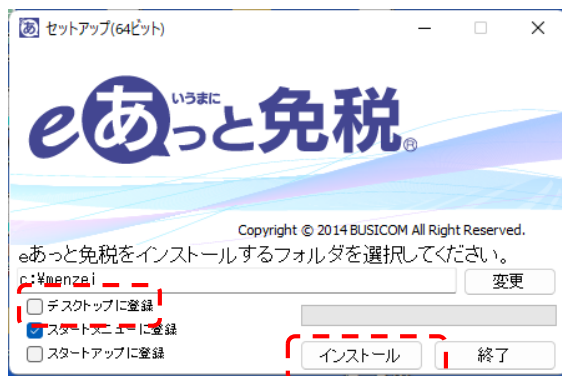 あ セットアップ(64ビット)
eあっと免税®
いうまに
Copyright © 2014 BUSICOM All Right Reserved.
eあっと免税をインストールするフォルダを選択してください。
c:¥menzei
変更
デスクトップに登録
スタートメニューに登録
スタートアップに登録
インストール
終了